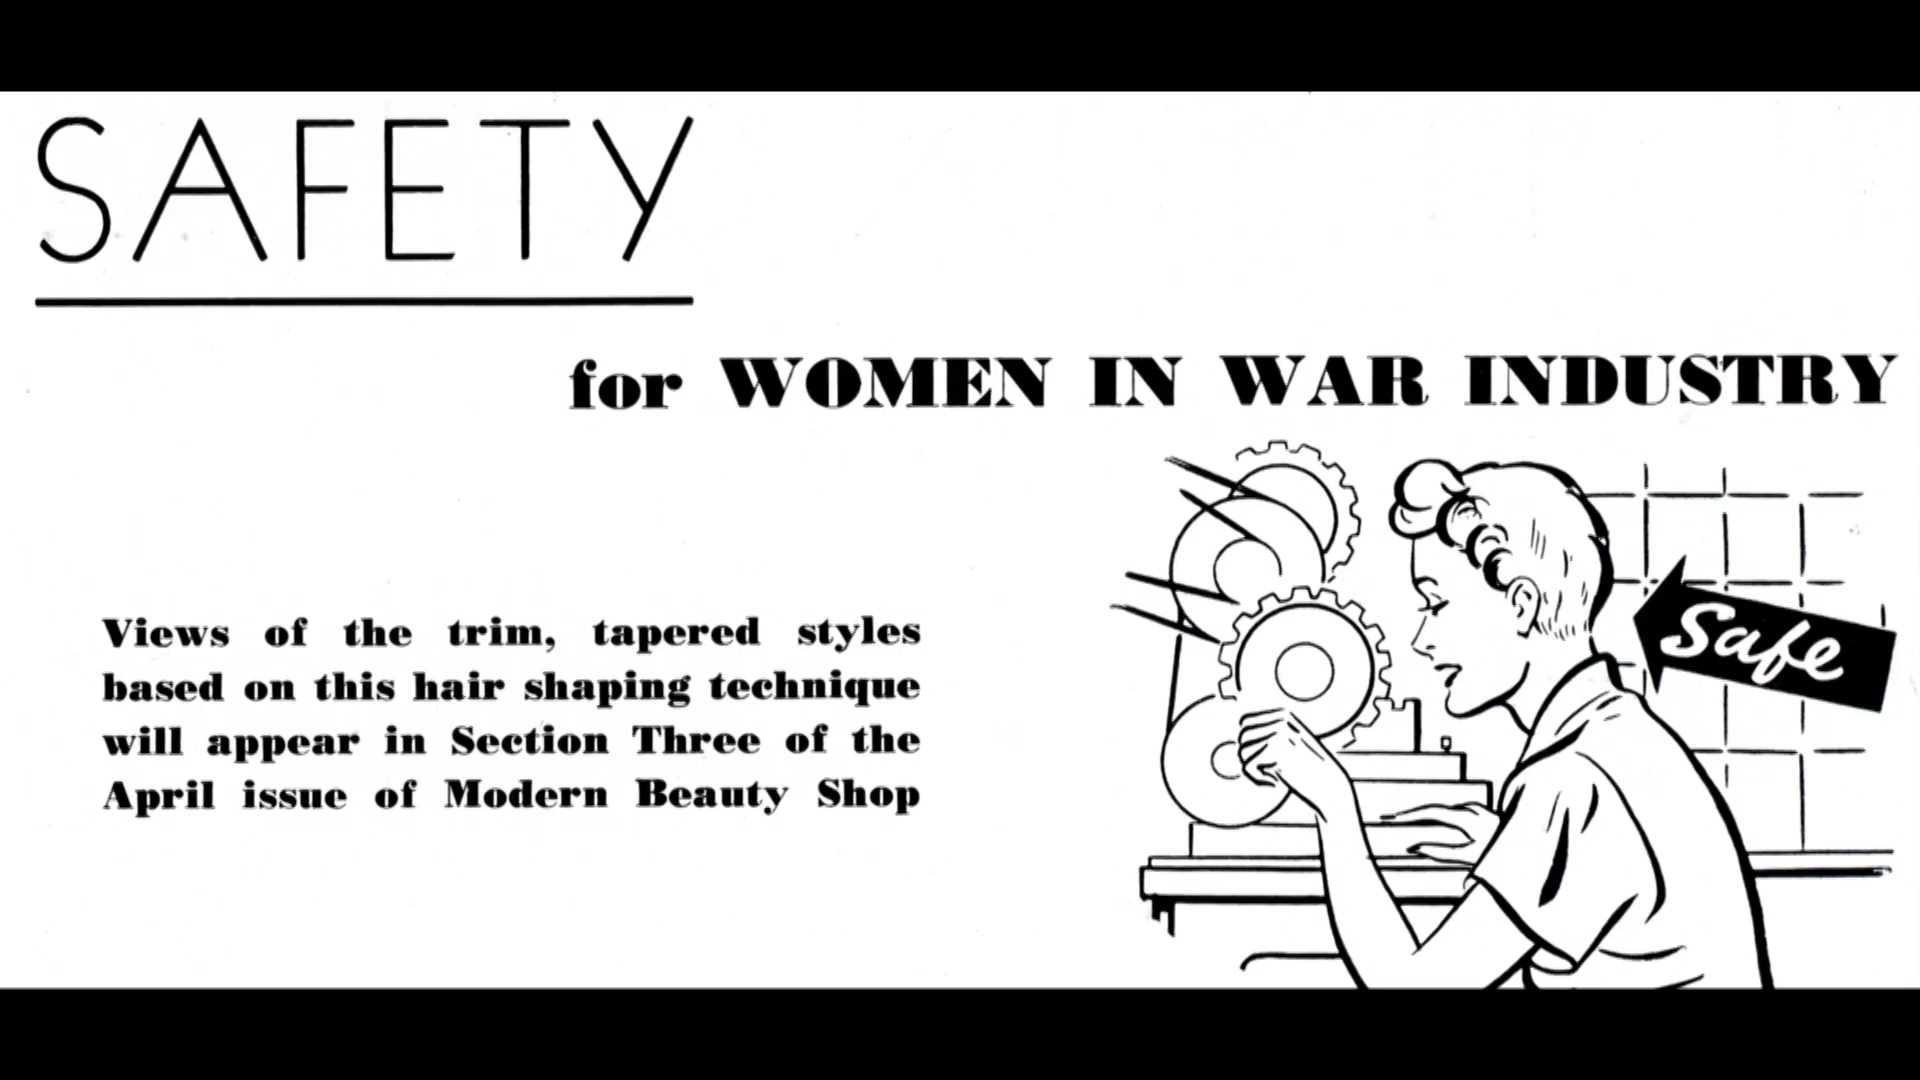 SAFETY
for WOMEN IN WAR INDUSTRY
Views of the trim, tapered styles
based on this hair shaping technique
will appear in Section Three of the
April issue of Modern Beauty Shop
Safe